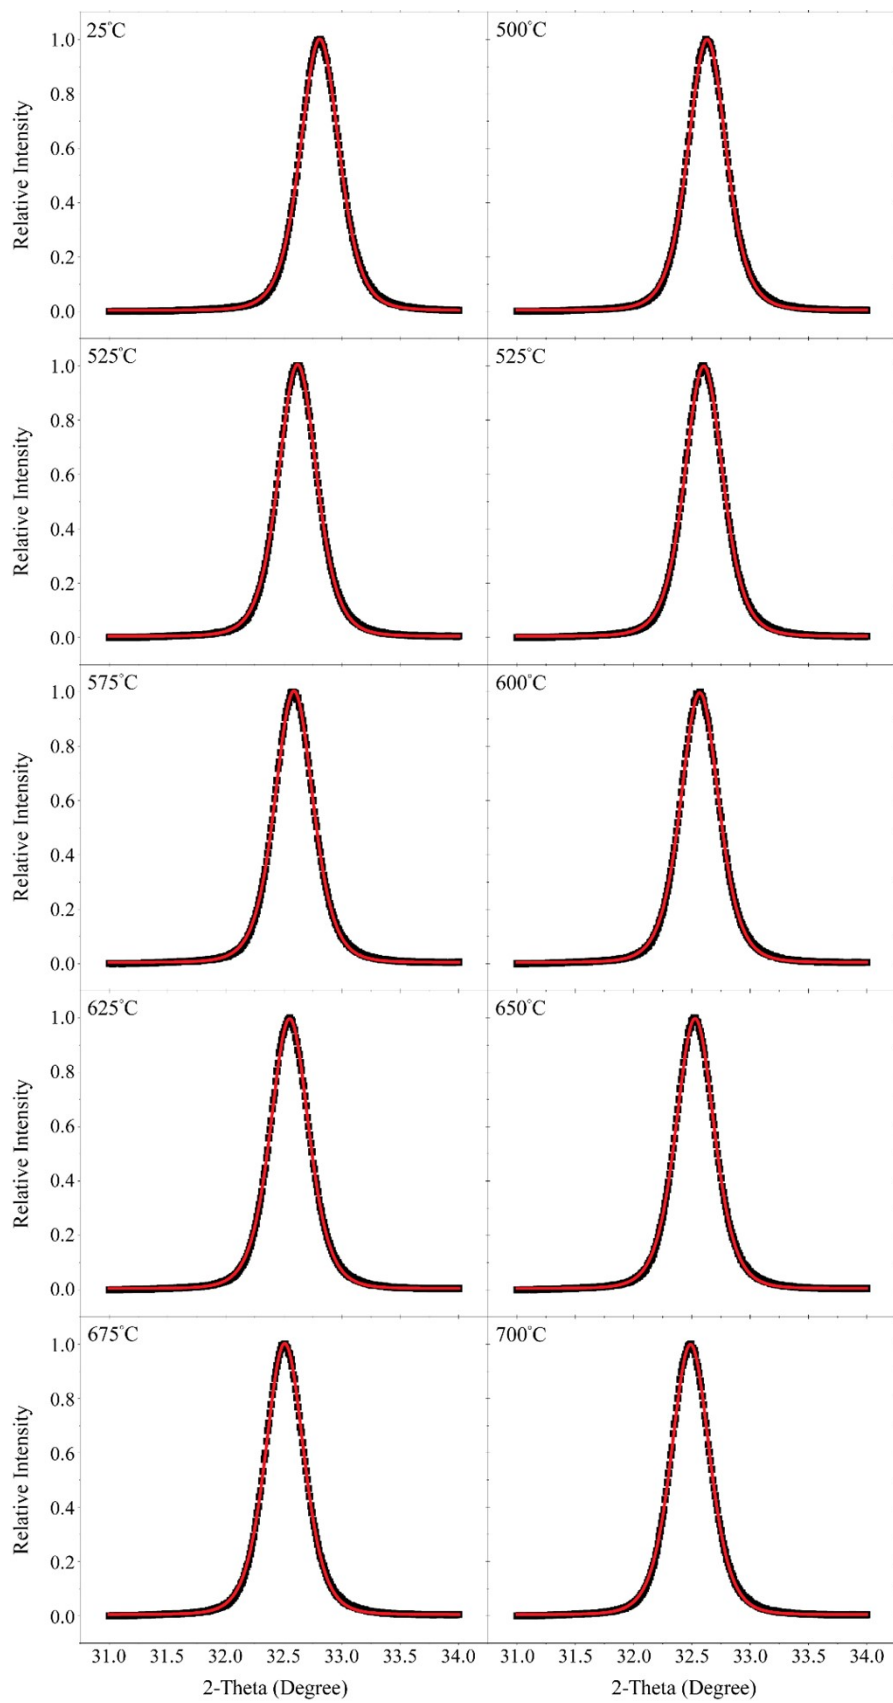 25°C
500°C
1.0
0.8
0.6
0.4
0.2
0.0
Relative Intensity
525°C
525°C
1.0
0.8
0.6
0.4
0.2
0.0
Relative Intensity
575°C
600°C
1.0
0.8
0.6
0.4
0.2
0.0
Relative Intensity
625°C
650°C
1.0
0.8
0.6
0.4
0.2
0.0
Relative Intensity
675°C
700°C
1.0
0.8
0.6
0.4
0.2
0.0
Relative Intensity
31.0 31.5 32.0 32.5 33.0 33.5 34.0
31.0 31.5 32.0 32.5 33.0 33.5 34.0
2-Theta (Degree)
2-Theta (Degree)